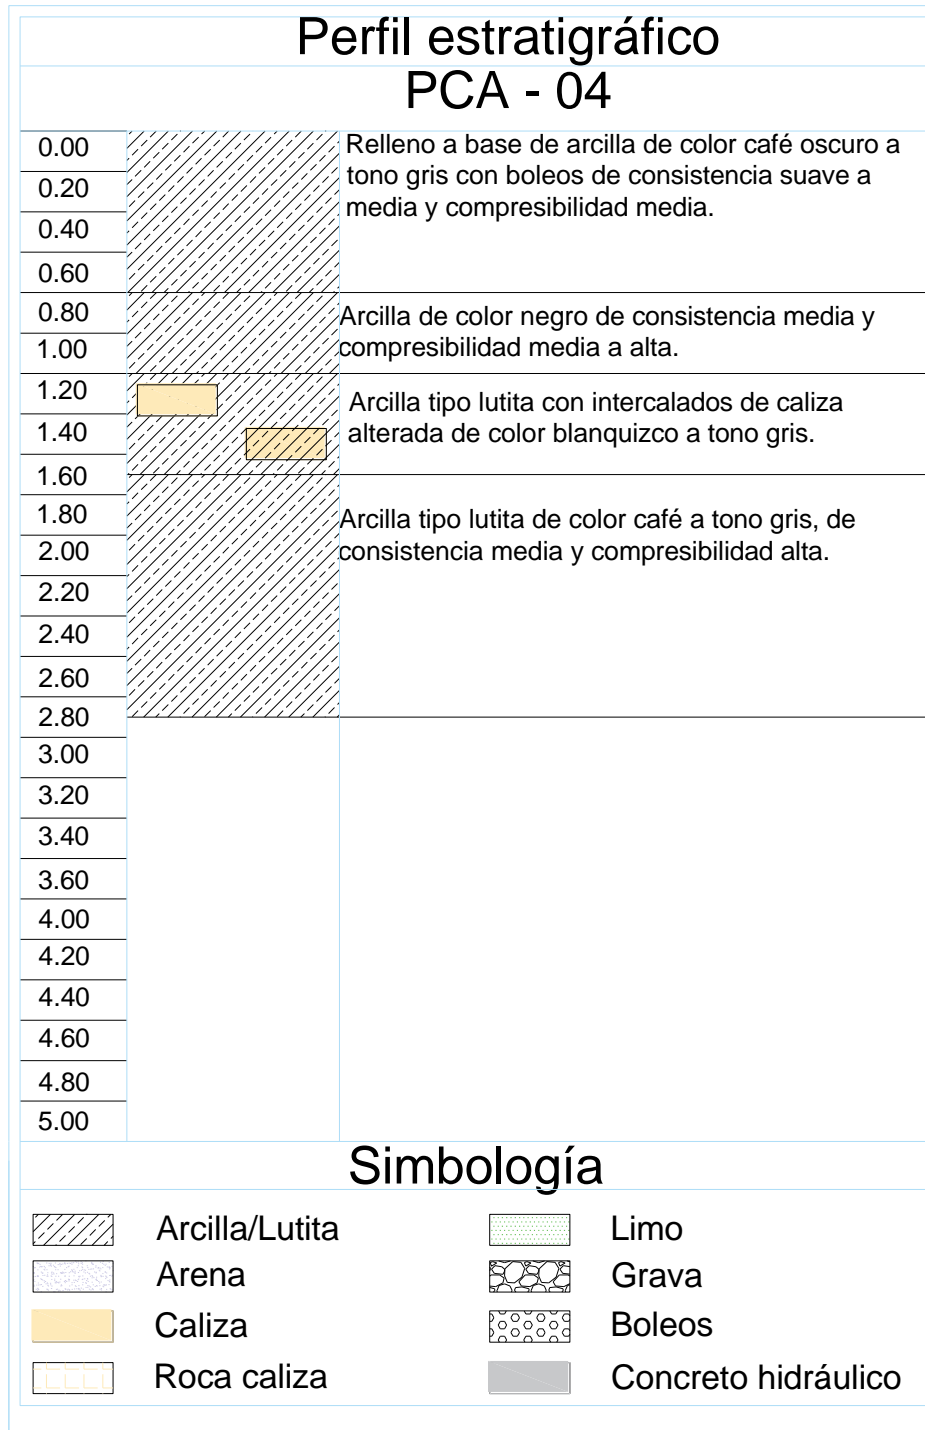 Perfil estratigráfico
PCA - 04
0.00
0.20
0.40
0.60
0.80
1.00
1.20
1.40
1.60
1.80
2.00
2.20
2.40
2.60
2.80
3.00
3.20
3.40
3.60
4.00
4.20
4.40
4.60
4.80
5.00
Relleno a base de arcilla de color café oscuro a
tono gris con boleos de consistencia suave a
media y compresibilidad media.
Arcilla de color negro de consistencia media y
compresibilidad media a alta.
Arcilla tipo lutita con intercalados de caliza
alterada de color blanquizco a tono gris.
Arcilla tipo lutita de color café a tono gris, de
consistencia media y compresibilidad alta.
Simbología
Arcilla/Lutita
Arena
Caliza
Roca caliza
Limo
Grava
Boleos
Concreto hidráulico